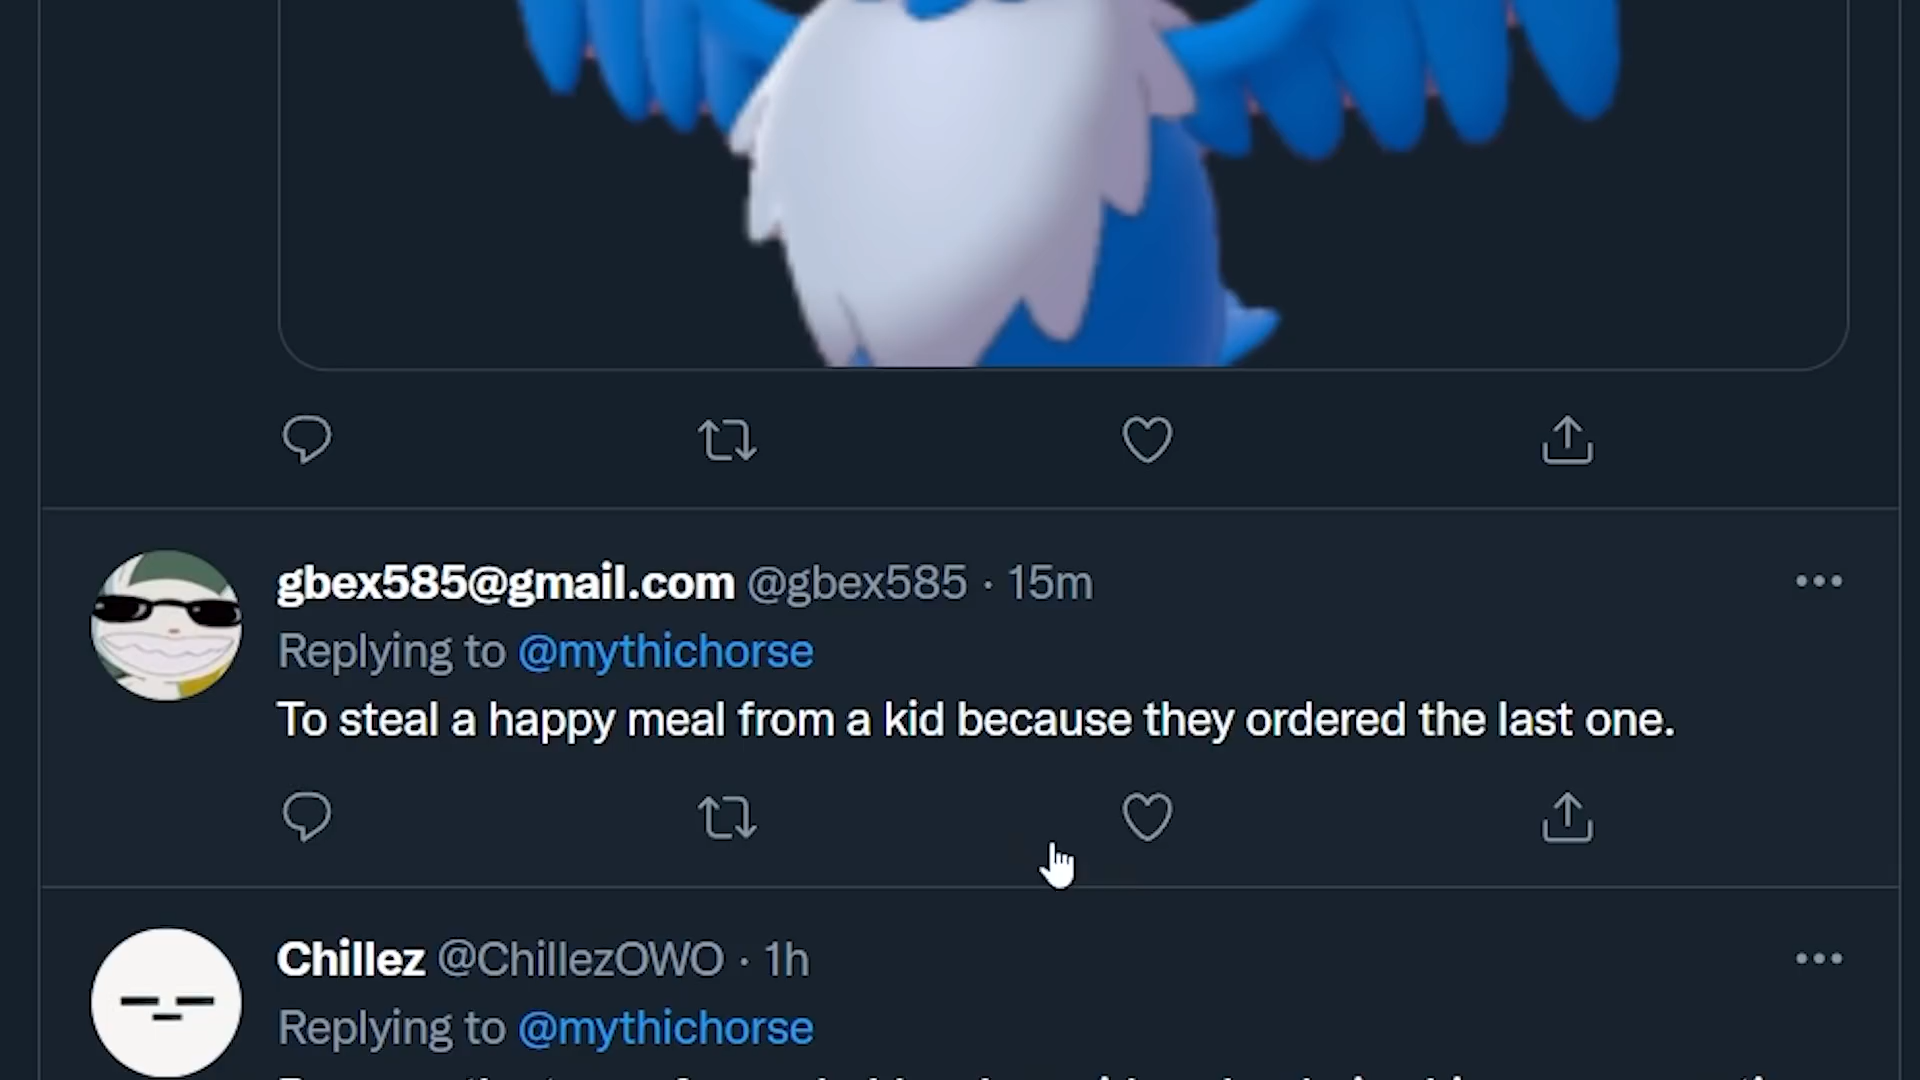 gbex585@gmail.com @gbex585 · 15m
Replying to @mythichorse
To steal a happy meal from a kid because they ordered the last one.
Chillez @ChillezOWO · 1h
Replying to @mythichorse